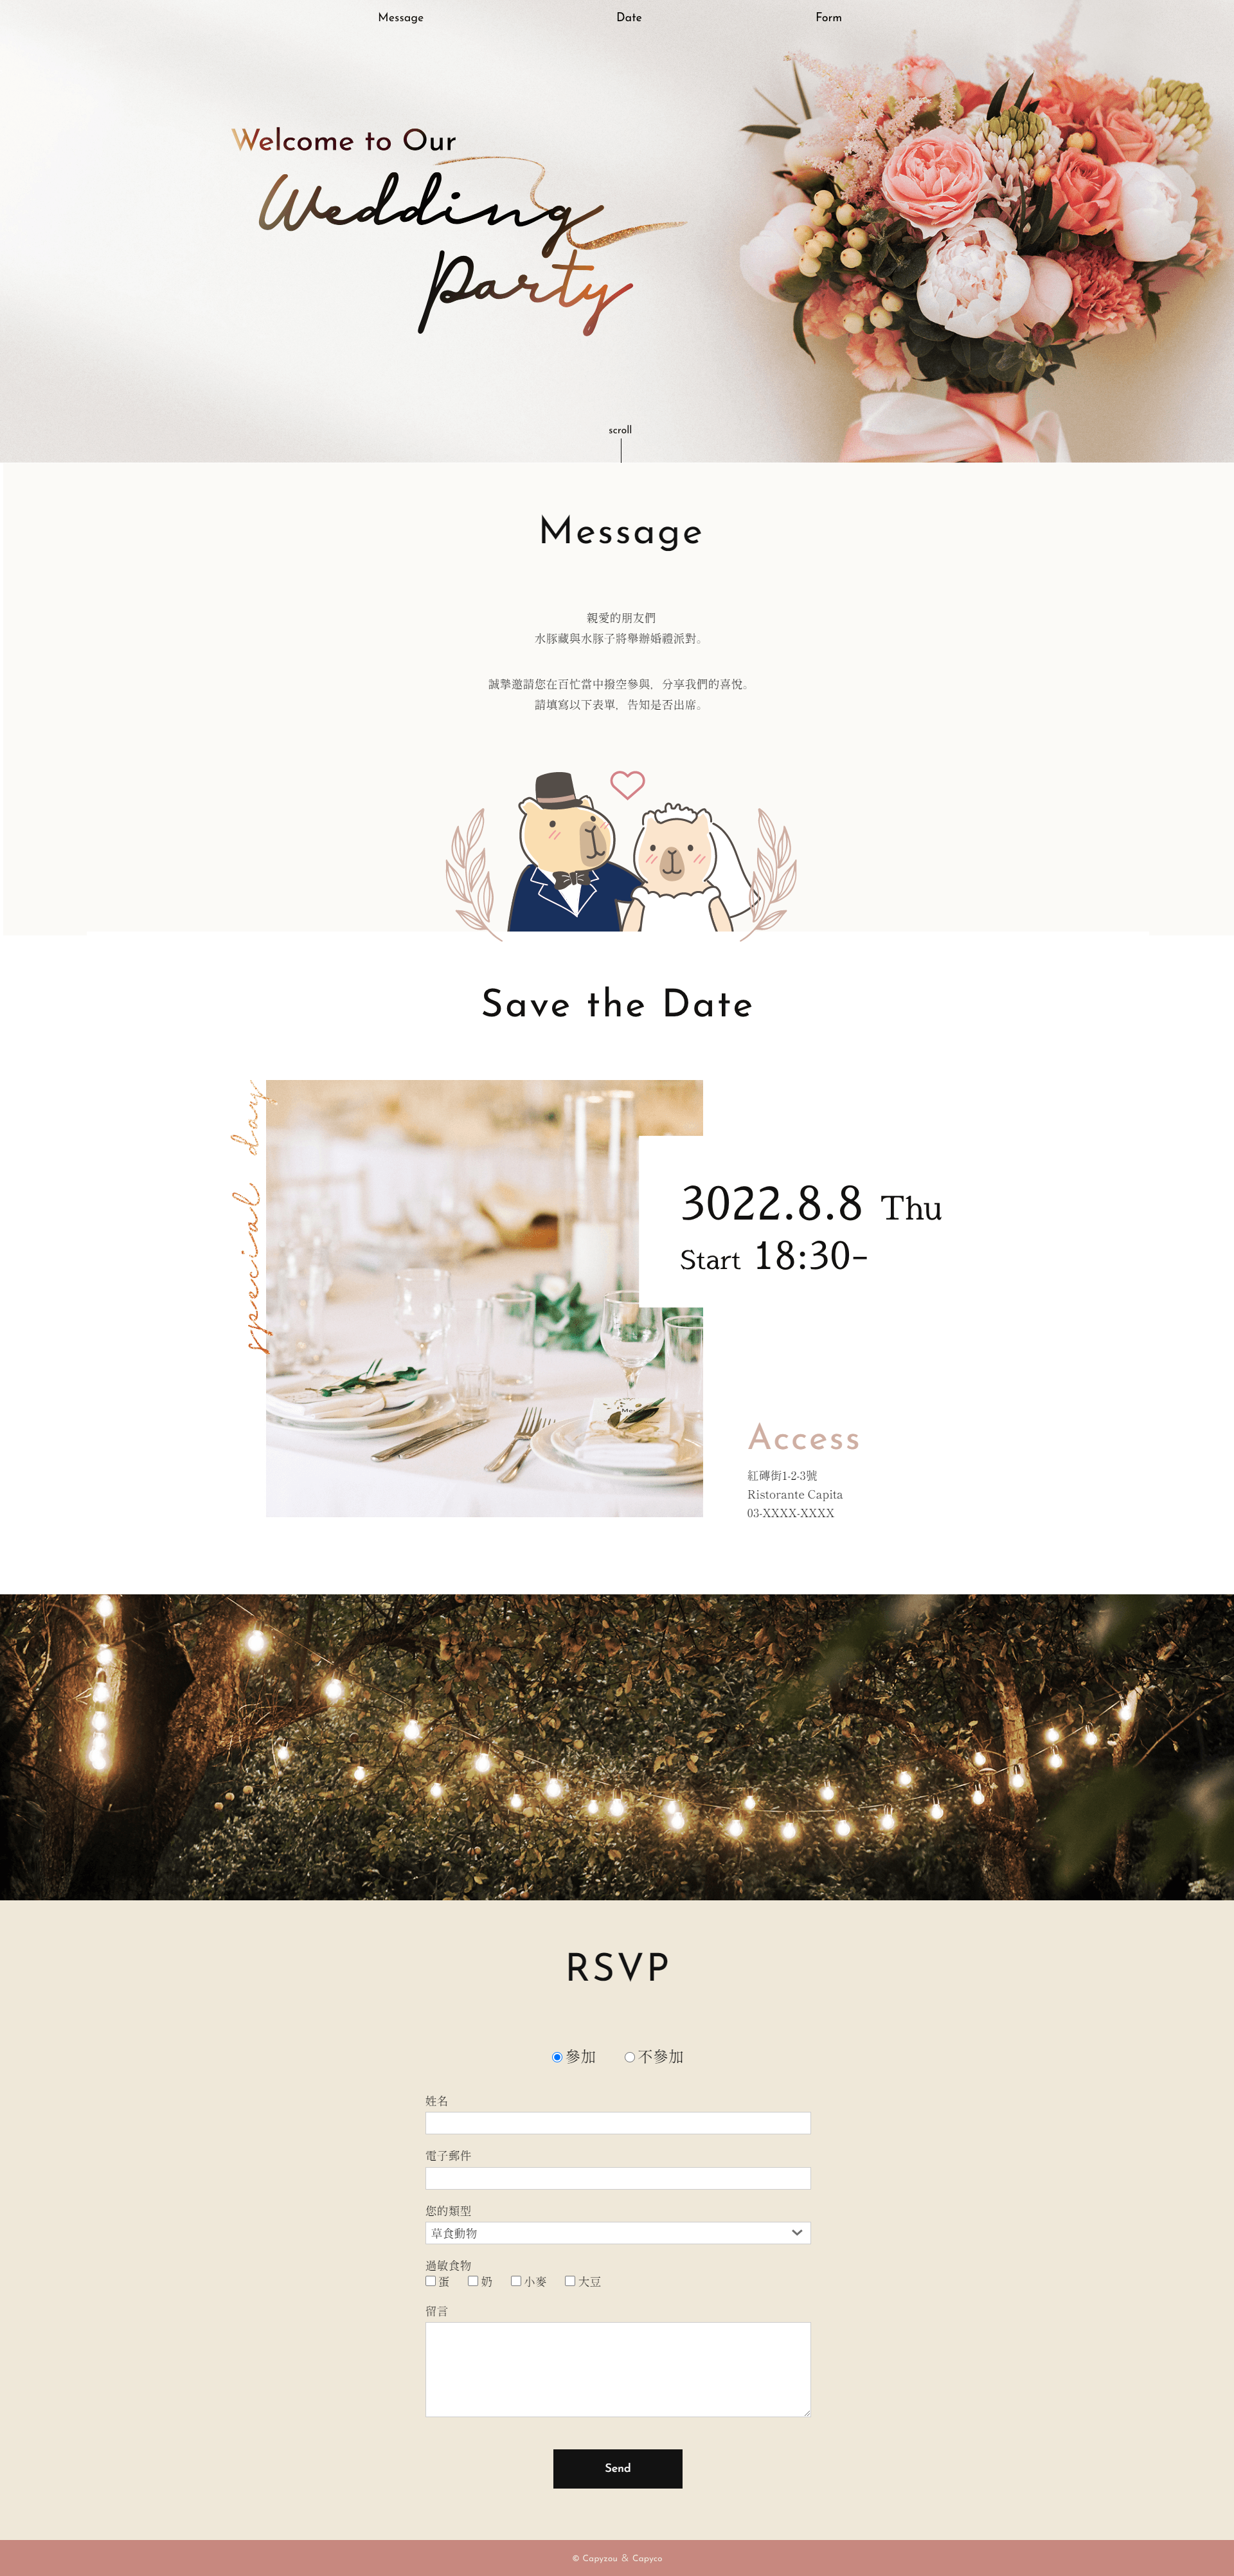 Message
Date
Form
Welcome to Our
Wedding
Party
scroll
Message
親愛的朋友們
水豚藏與水豚子將舉辦婚禮派對。
誠摯邀請您在百忙當中撥空參與，分享我們的喜悅。
請填寫以下表單，告知是否出席。
Save the Date
special day
3022.8.8 Thu
Start 18:30-
Access
紅磚街1-2-3號
Ristorante Capita
03-XXXX-XXXX
RSVP
參加 不參加
姓名
電子郵件
您的類型
草食動物
過敏食物
蛋 奶 小麥 大豆
留言
Send
© Capyzou & Capyco